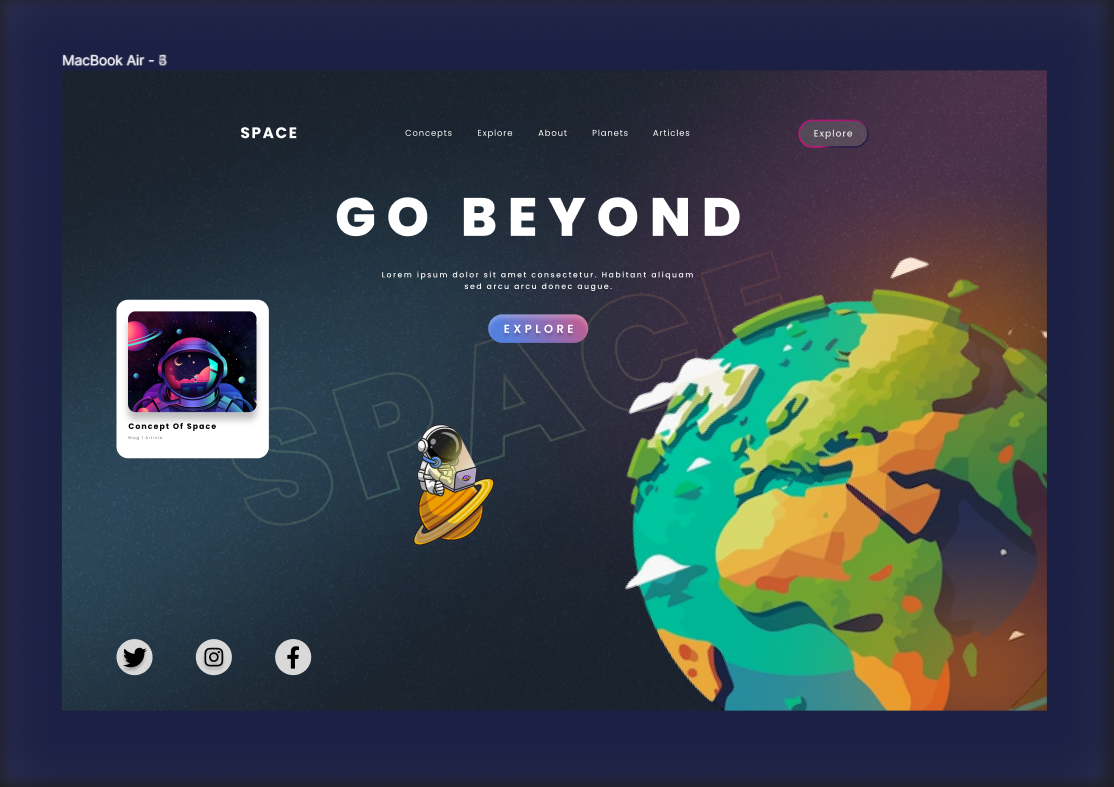 MacBook Air -
SPACE
Concepts Explore About Planets Articles
Explore
GO BEYOND
Lorem ipsum dolor sit amet consectetur. Habitant aliquam
sed arcu arcu donec augue.
EXPLORE
SPACE
Concept Of Space
Blog | Article